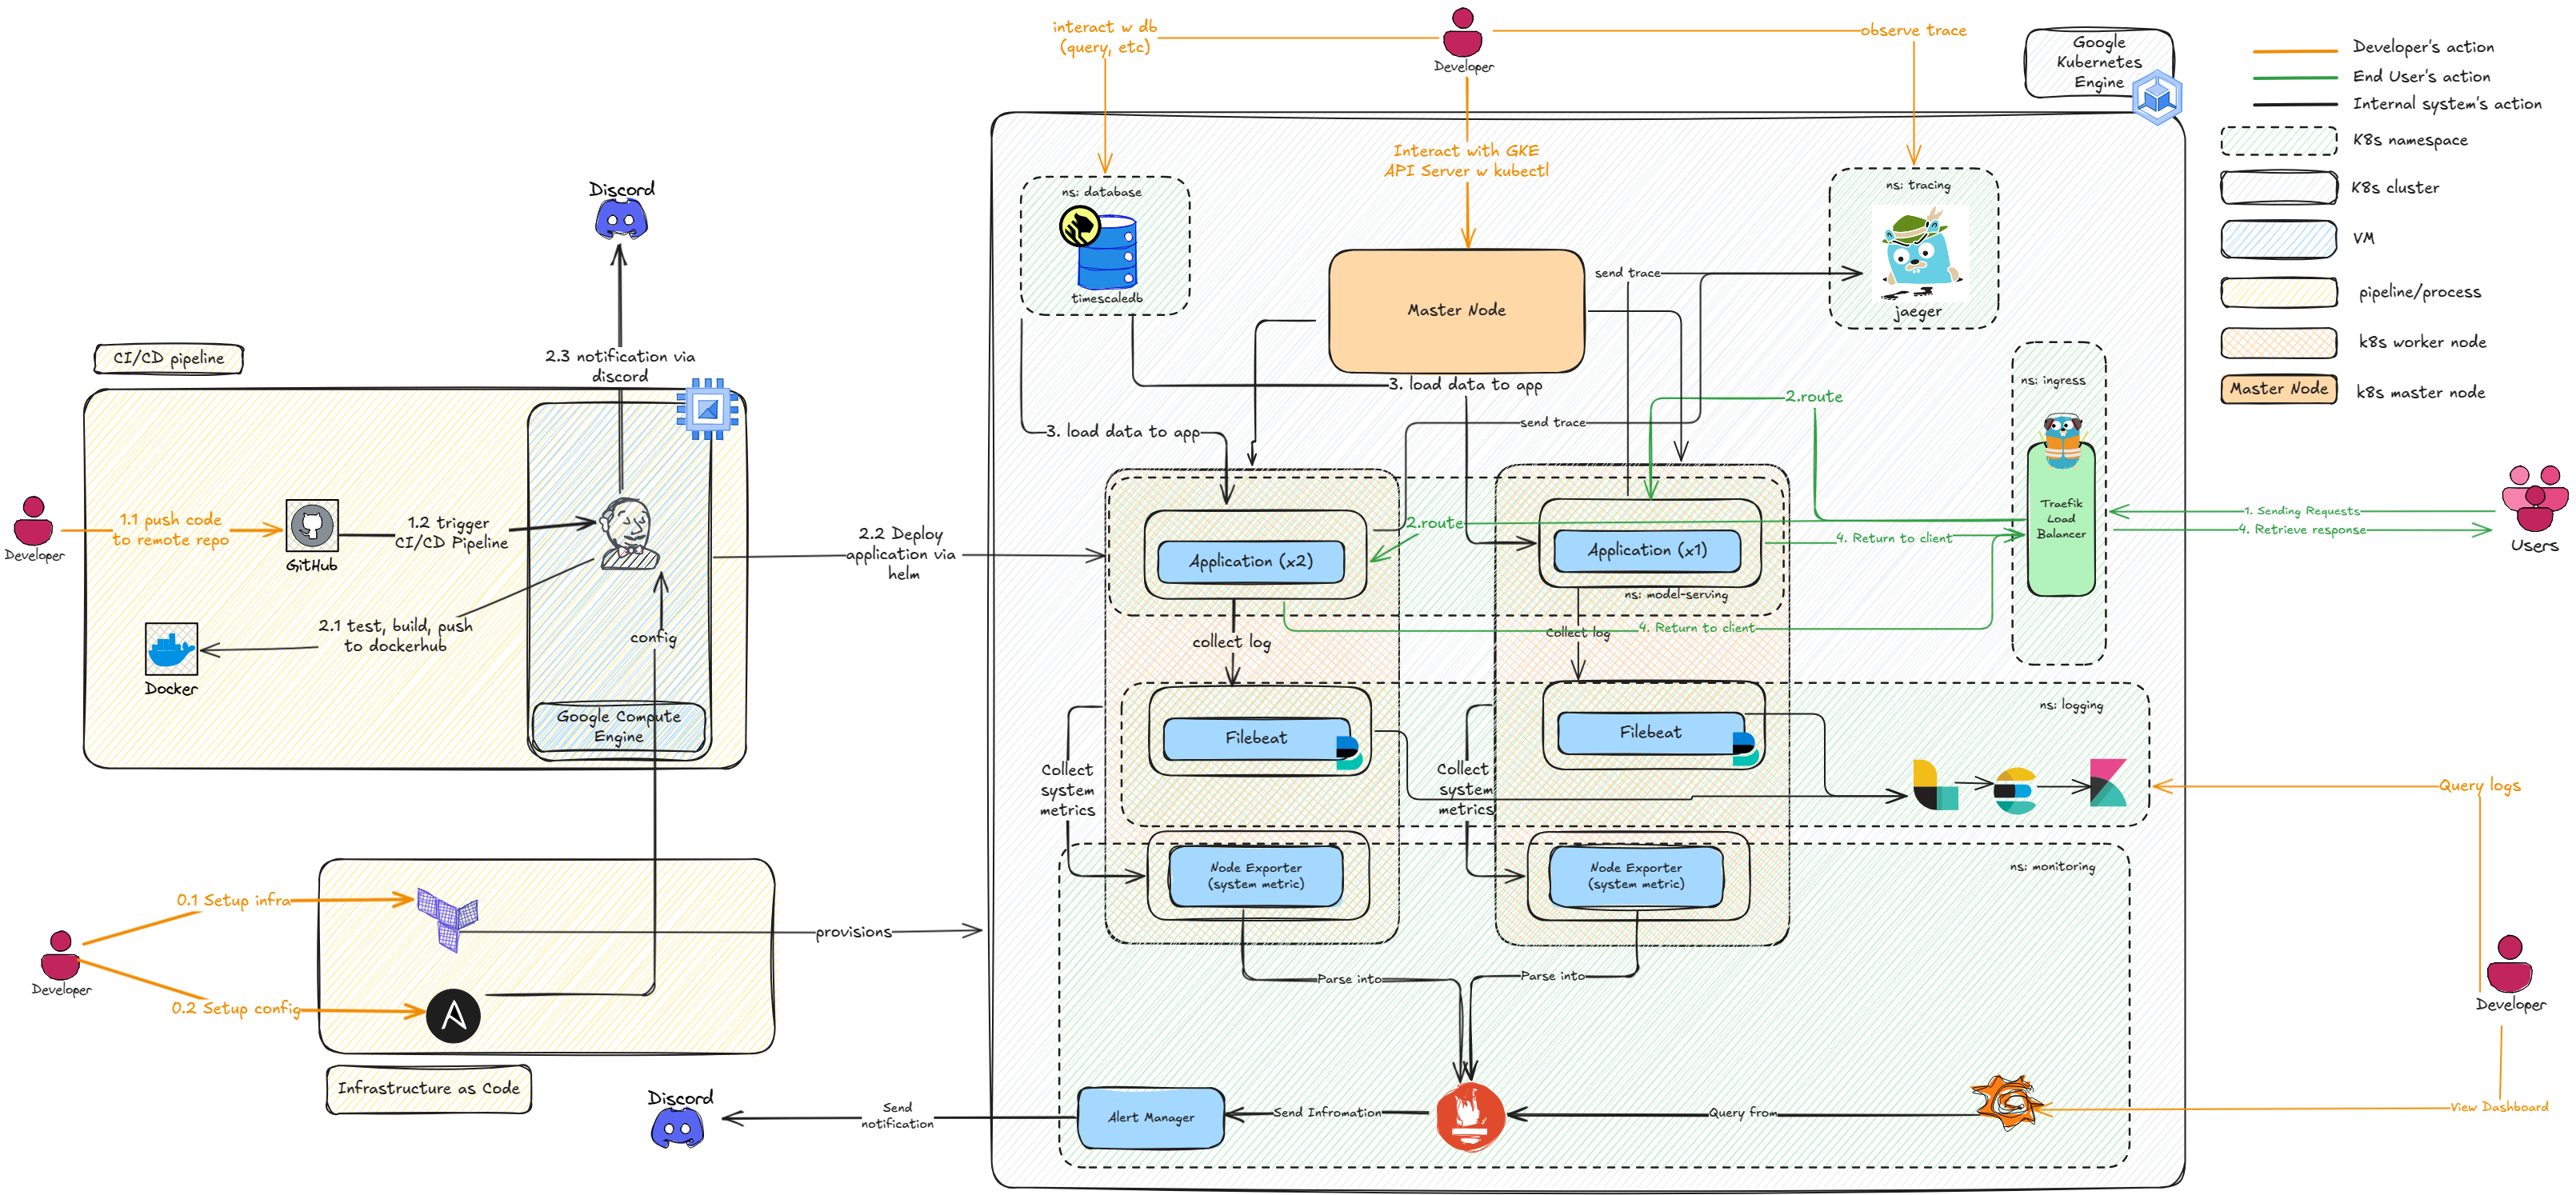 interact w db
(query, etc)
Developer
observe trace
Google
Kubernetes
Engine
Developer's action
End User's action
Internal system's action
K8s namespace
K8s cluster
VM
pipeline/process
k8s worker node
Master Node
k8s master node
Interact with GKE
API Server w kubectl
ns: database
timescaledb
ns: tracing
jaeger
Master Node
send trace
3. load data to app
3. load data to app
send trace
2.route
2.route
ns: ingress
Traefik
Load
Balancer
1. Sending Requests
4. Retrieve response
Users
Discord
2.3 notification via
discord
CI/CD pipeline
Developer
1.1 push code
to remote repo
GitHub
1.2 trigger
CI/CD Pipeline
2.1 test, build, push
to dockerhub
Docker
config
Google Compute
Engine
2.2 Deploy
application via
helm
Application (x2)
Application (x1)
ns: model-serving
4. Return to client
4. Return to client
collect log
Collect log
Filebeat
Filebeat
ns: logging
Collect
system
metrics
Collect
system
metrics
Query logs
Node Exporter
(system metric)
Node Exporter
(system metric)
ns: monitoring
Developer
0.1 Setup infra
0.2 Setup config
provisions
Infrastructure as Code
Parse into
Parse into
Discord
Send
notification
Alert Manager
Send Infromation
Query from
View Dashboard
Developer